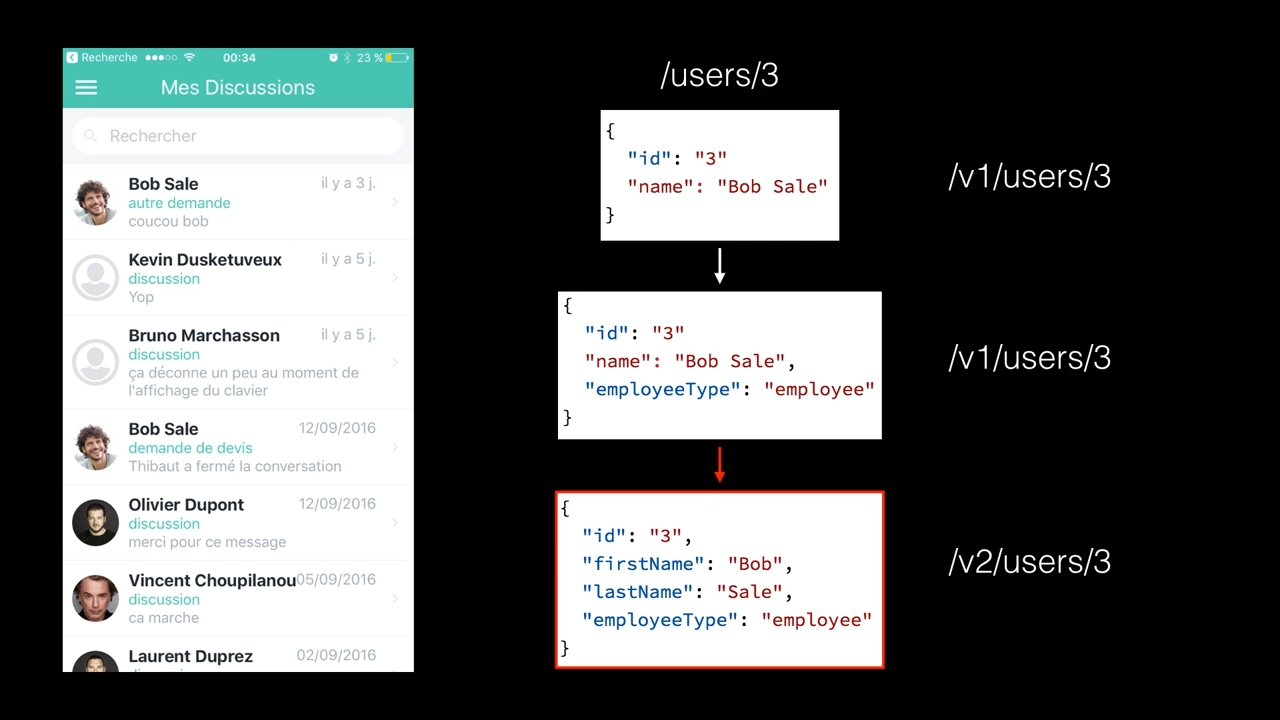 Recherche 00:34 23 %
Mes Discussions
Rechercher
Bob Sale il y a 3 j.
autre demande
coucou bob
Kevin Dusketuveux il y a 5 j.
discussion
Yop
Bruno Marchasson il y a 5 j.
discussion
ça déconne un peu au moment de
l'affichage du clavier
Bob Sale 12/09/2016
demande de devis
Thibaut a fermé la conversation
Olivier Dupont 12/09/2016
discussion
merci pour ce message
Vincent Choupilanou 05/09/2016
discussion
ca marche
Laurent Duprez 02/09/2016
/users/3
{
"id": "3"
"name": "Bob Sale"
}
/v1/users/3
{
"id": "3"
"name": "Bob Sale",
"employeeType": "employee"
}
/v1/users/3
{
"id": "3",
"firstName": "Bob",
"lastName": "Sale",
"employeeType": "employee"
}
/v2/users/3